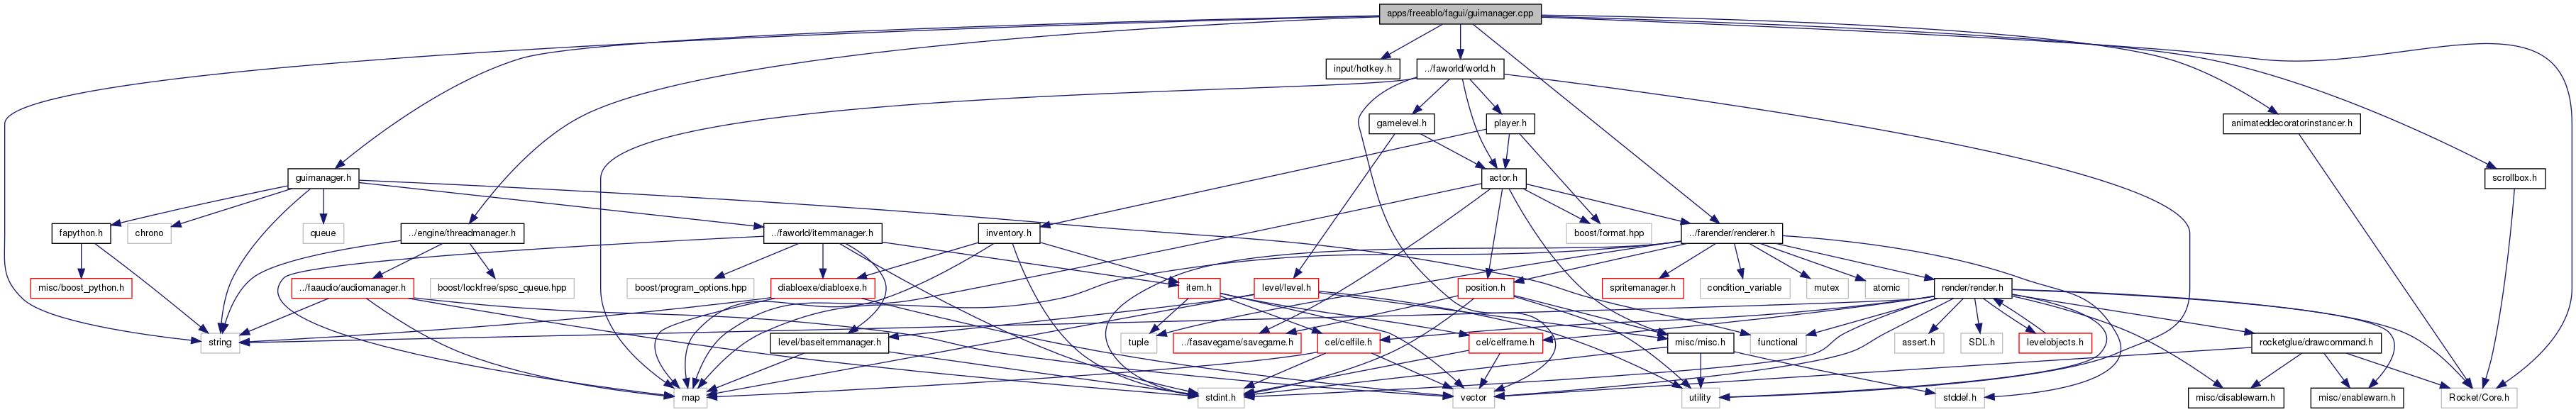 apps/freeablo/fagui/guimanager.cpp
input/hotkey.h
../faworld/world.h
gamelevel.h
player.h
animateddecoratorinstancer.h
guimanager.h
actor.h
scrollbox.h
fapython.h
chrono
queue
../engine/threadmanager.h
../faworld/itemmanager.h
inventory.h
boost/format.hpp
../farender/renderer.h
misc/boost_python.h
../faaudio/audiomanager.h
boost/lockfree/spsc_queue.hpp
boost/program_options.hpp
diabloexe/diabloexe.h
item.h
level/level.h
position.h
spritemanager.h
condition_variable
mutex
atomic
render/render.h
string
level/baseitemmanager.h
tuple
../fasavegame/savegame.h
cel/celfile.h
cel/celframe.h
misc/misc.h
functional
assert.h
SDL.h
levelobjects.h
rocketglue/drawcommand.h
map
stdint.h
vector
utility
stddef.h
misc/disablewarn.h
misc/enablewarn.h
Rocket/Core.h